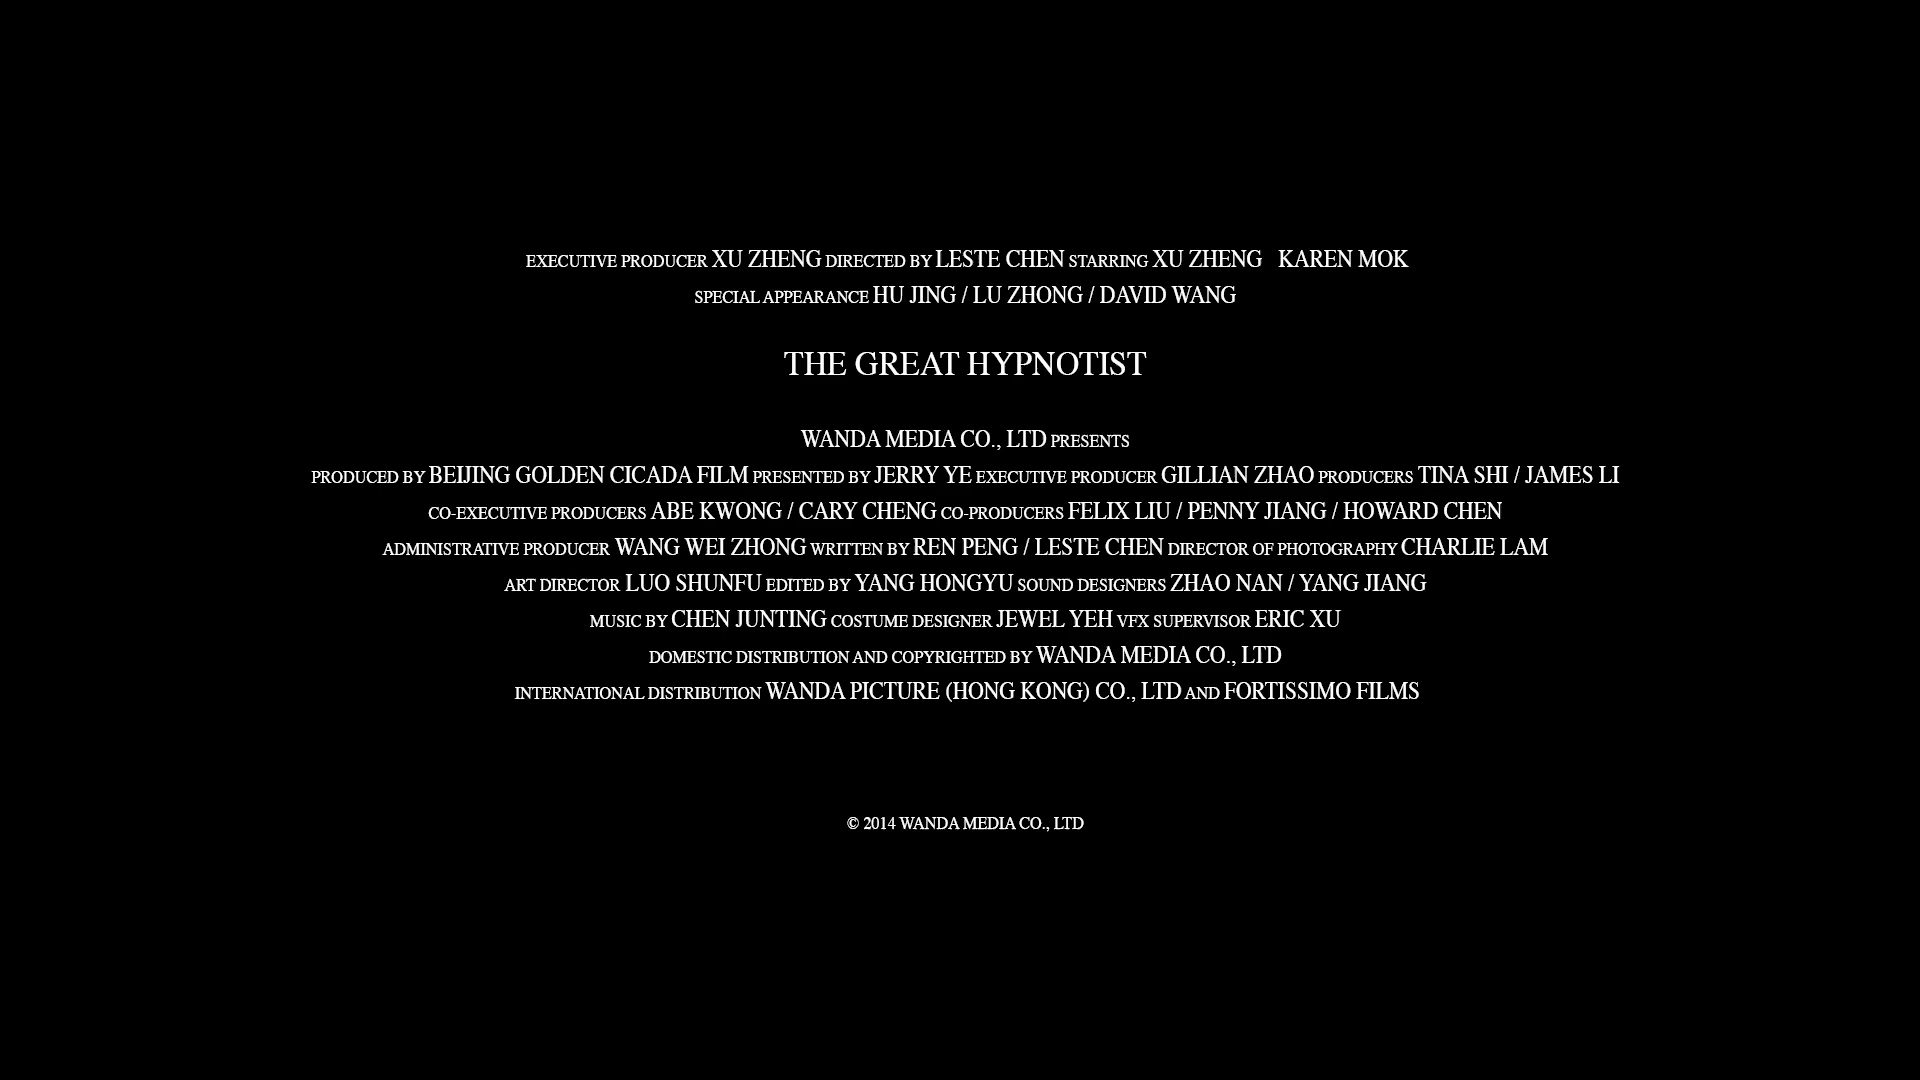 EXECUTIVE PRODUCER XU ZHENG DIRECTED BY LESTE CHEN STARRING XU ZHENG KAREN MOK
SPECIAL APPEARANCE HU JING / LU ZHONG / DAVID WANG
THE GREAT HYPNOTIST
WANDA MEDIA CO., LTD PRESENTS
PRODUCED BY BEIJING GOLDEN CICADA FILM PRESENTED BY JERRY YE EXECUTIVE PRODUCER GILLIAN ZHAO PRODUCERS TINA SHI / JAMES LI
CO-EXECUTIVE PRODUCERS ABE KWONG / CARY CHENG CO-PRODUCERS FELIX LIU / PENNY JIANG / HOWARD CHEN
ADMINISTRATIVE PRODUCER WANG WEI ZHONG WRITTEN BY REN PENG / LESTE CHEN DIRECTOR OF PHOTOGRAPHY CHARLIE LAM
ART DIRECTOR LUO SHUNFU EDITED BY YANG HONGYU SOUND DESIGNERS ZHAO NAN / YANG JIANG
MUSIC BY CHEN JUNTING COSTUME DESIGNER JEWEL YEH VFX SUPERVISOR ERIC XU
DOMESTIC DISTRIBUTION AND COPYRIGHTED BY WANDA MEDIA CO., LTD
INTERNATIONAL DISTRIBUTION WANDA PICTURE (HONG KONG) CO., LTD AND FORTISSIMO FILMS
© 2014 WANDA MEDIA CO., LTD